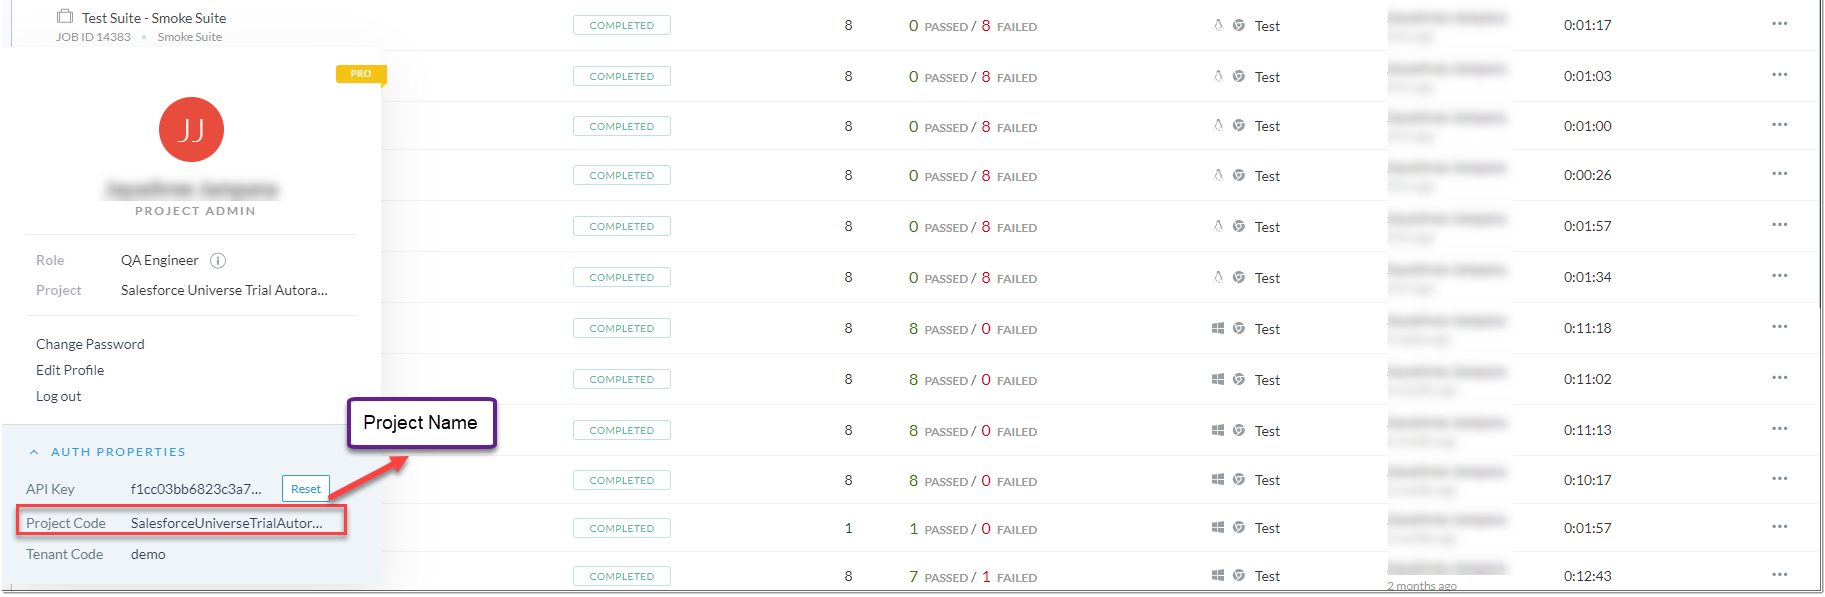 Test Suite - Smoke Suite COMPLETED 8 0 PASSED / 8 FAILED Test 0:01:17 ...
JOB ID 14383 • Smoke Suite
PRO
COMPLETED 8 0 PASSED / 8 FAILED Test 0:01:03 ...
JJ
COMPLETED 8 0 PASSED / 8 FAILED Test 0:01:00 ...
COMPLETED 8 0 PASSED / 8 FAILED Test 0:00:26 ...
PROJECT ADMIN
COMPLETED 8 0 PASSED / 8 FAILED Test 0:01:57 ...
Role QA Engineer i
COMPLETED 8 0 PASSED / 8 FAILED Test 0:01:34 ...
Project Salesforce Universe Trial Autora...
COMPLETED 8 8 PASSED / 0 FAILED Test 0:11:18 ...
Change Password
Edit Profile
COMPLETED 8 8 PASSED / 0 FAILED Test 0:11:02 ...
Log out
Project Name
COMPLETED 8 8 PASSED / 0 FAILED Test 0:11:13 ...
AUTH PROPERTIES
COMPLETED 8 8 PASSED / 0 FAILED Test 0:10:17 ...
API Key f1cc03bb6823c3a7... Reset
Project Code SalesforceUniverseTrialAutor...
COMPLETED 1 1 PASSED / 0 FAILED Test 0:01:57 ...
Tenant Code demo
COMPLETED 8 7 PASSED / 1 FAILED Test 0:12:43 ...
2 months ago